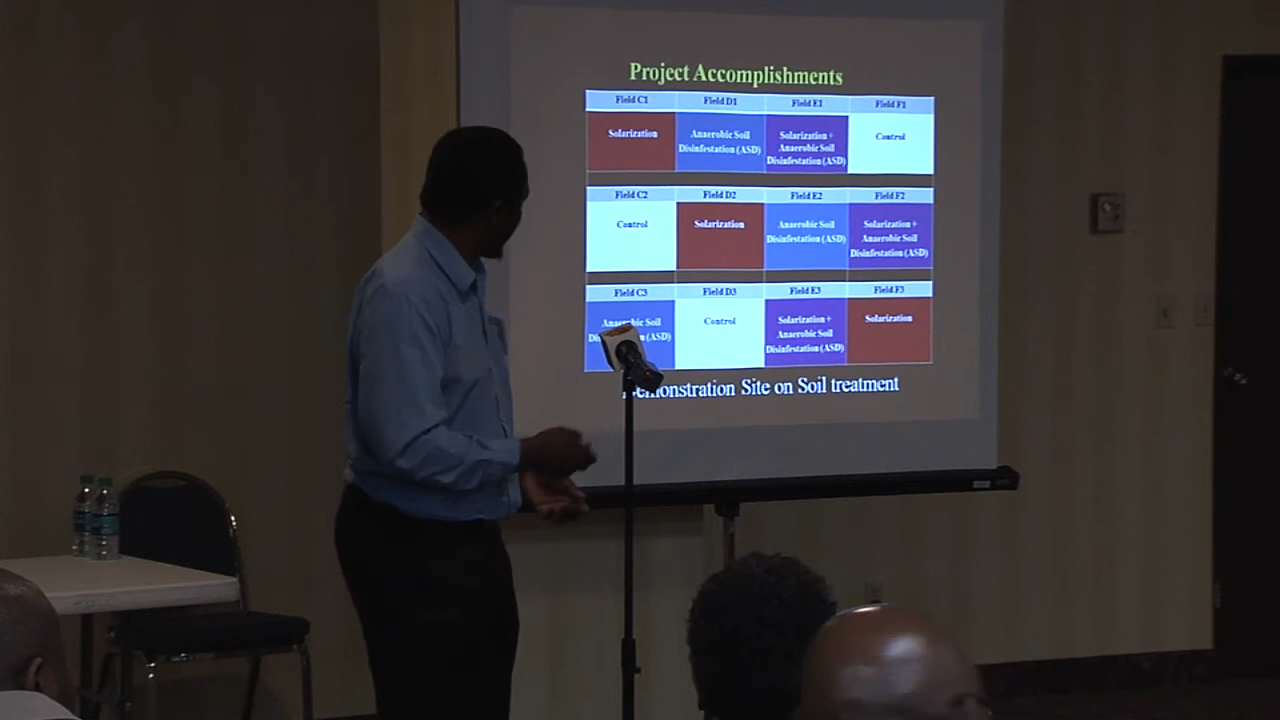 Project Accomplishments
Field C1 Field D1 Field E1 Field F1
Solarization
Anaerobic Soil
Disinfestation (ASD)
Solarization +
Anaerobic Soil
Disinfestation (ASD)
Control
Field C2 Field D2 Field E2 Field F2
Control
Solarization
Anaerobic Soil
Disinfestation (ASD)
Solarization +
Anaerobic Soil
Disinfestation (ASD)
Field C3 Field D3 Field E3 Field F3
Anaerobic Soil
(ASD)
Control
Solarization +
Anaerobic Soil
Disinfestation (ASD)
Solarization
Demonstration Site on Soil treatment